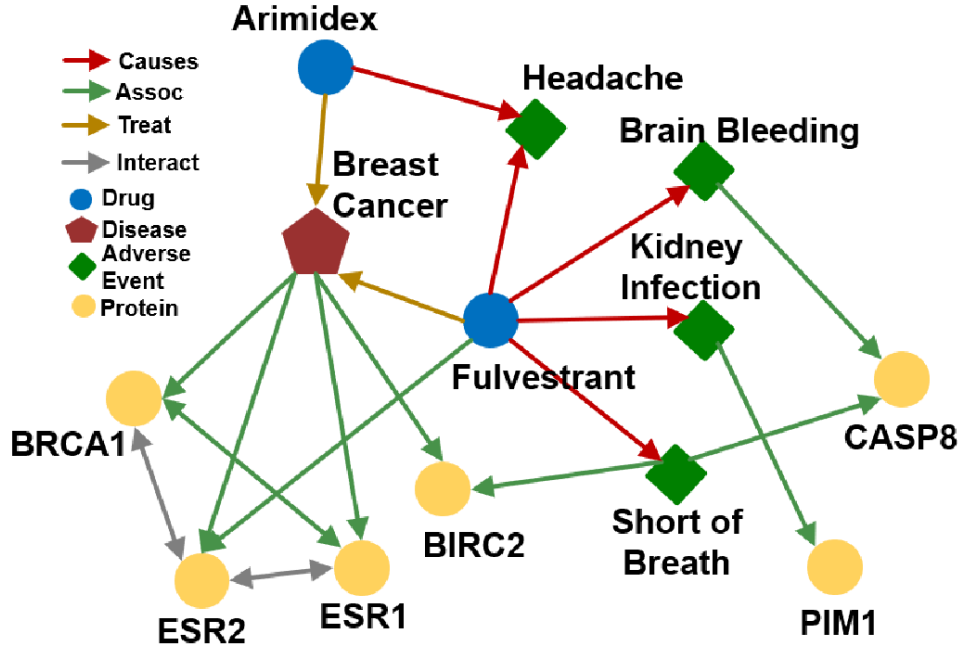 Arimidex
Causes
Assoc
Treat
Interact
Drug
Disease
Adverse
Event
Protein
Headache
Brain Bleeding
Breast
Cancer
Kidney
Infection
Fulvestrant
BRCA1
CASP8
BIRC2
Short of
Breath
ESR2
ESR1
PIM1